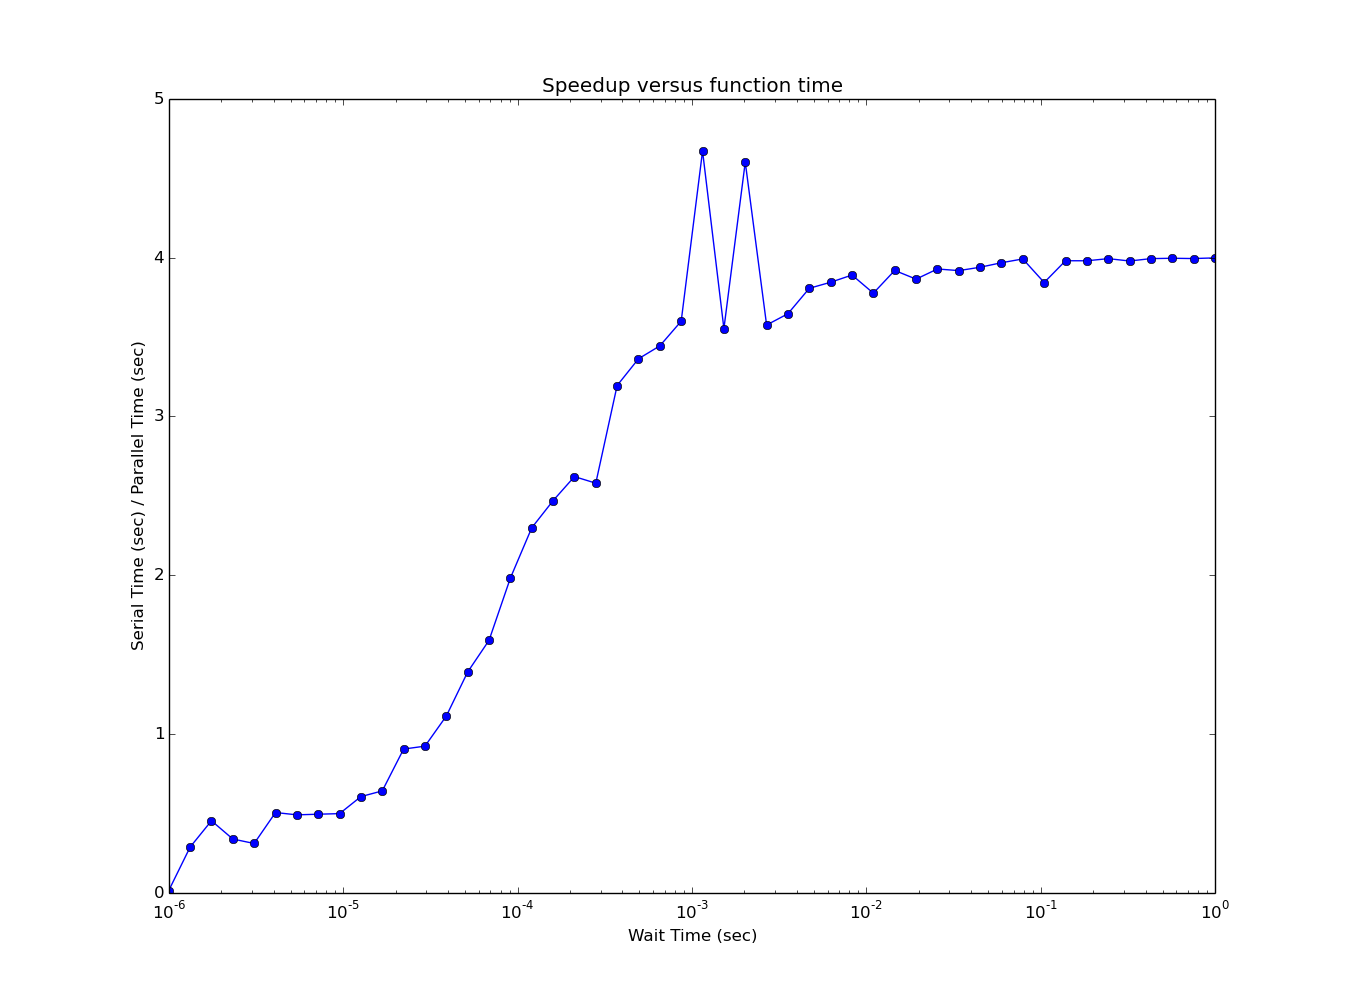 Speedup versus function time
5
4
3
2
1
0
Serial Time (sec) / Parallel Time (sec)
10^-6 10^-5 10^-4 10^-3 10^-2 10^-1 10^0
Wait Time (sec)